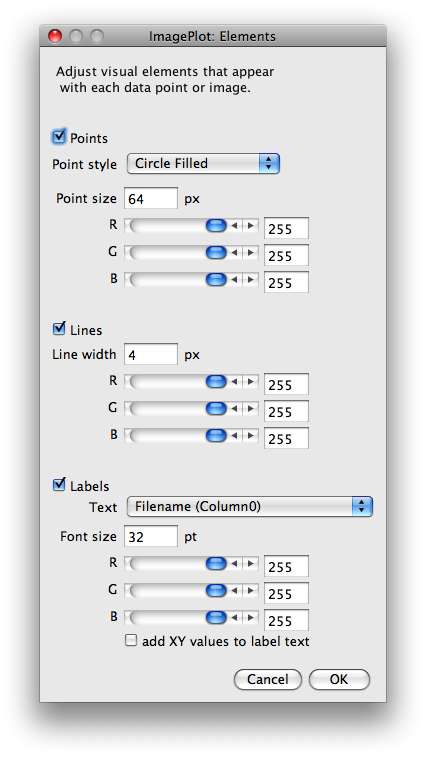 ImagePlot: Elements
Adjust visual elements that appear
with each data point or image.
Points
Point style Circle Filled
Point size 64 px
R 255
G 255
B 255
Lines
Line width 4 px
R 255
G 255
B 255
Labels
Text Filename (Column0)
Font size 32 pt
R 255
G 255
B 255
add XY values to label text
Cancel OK